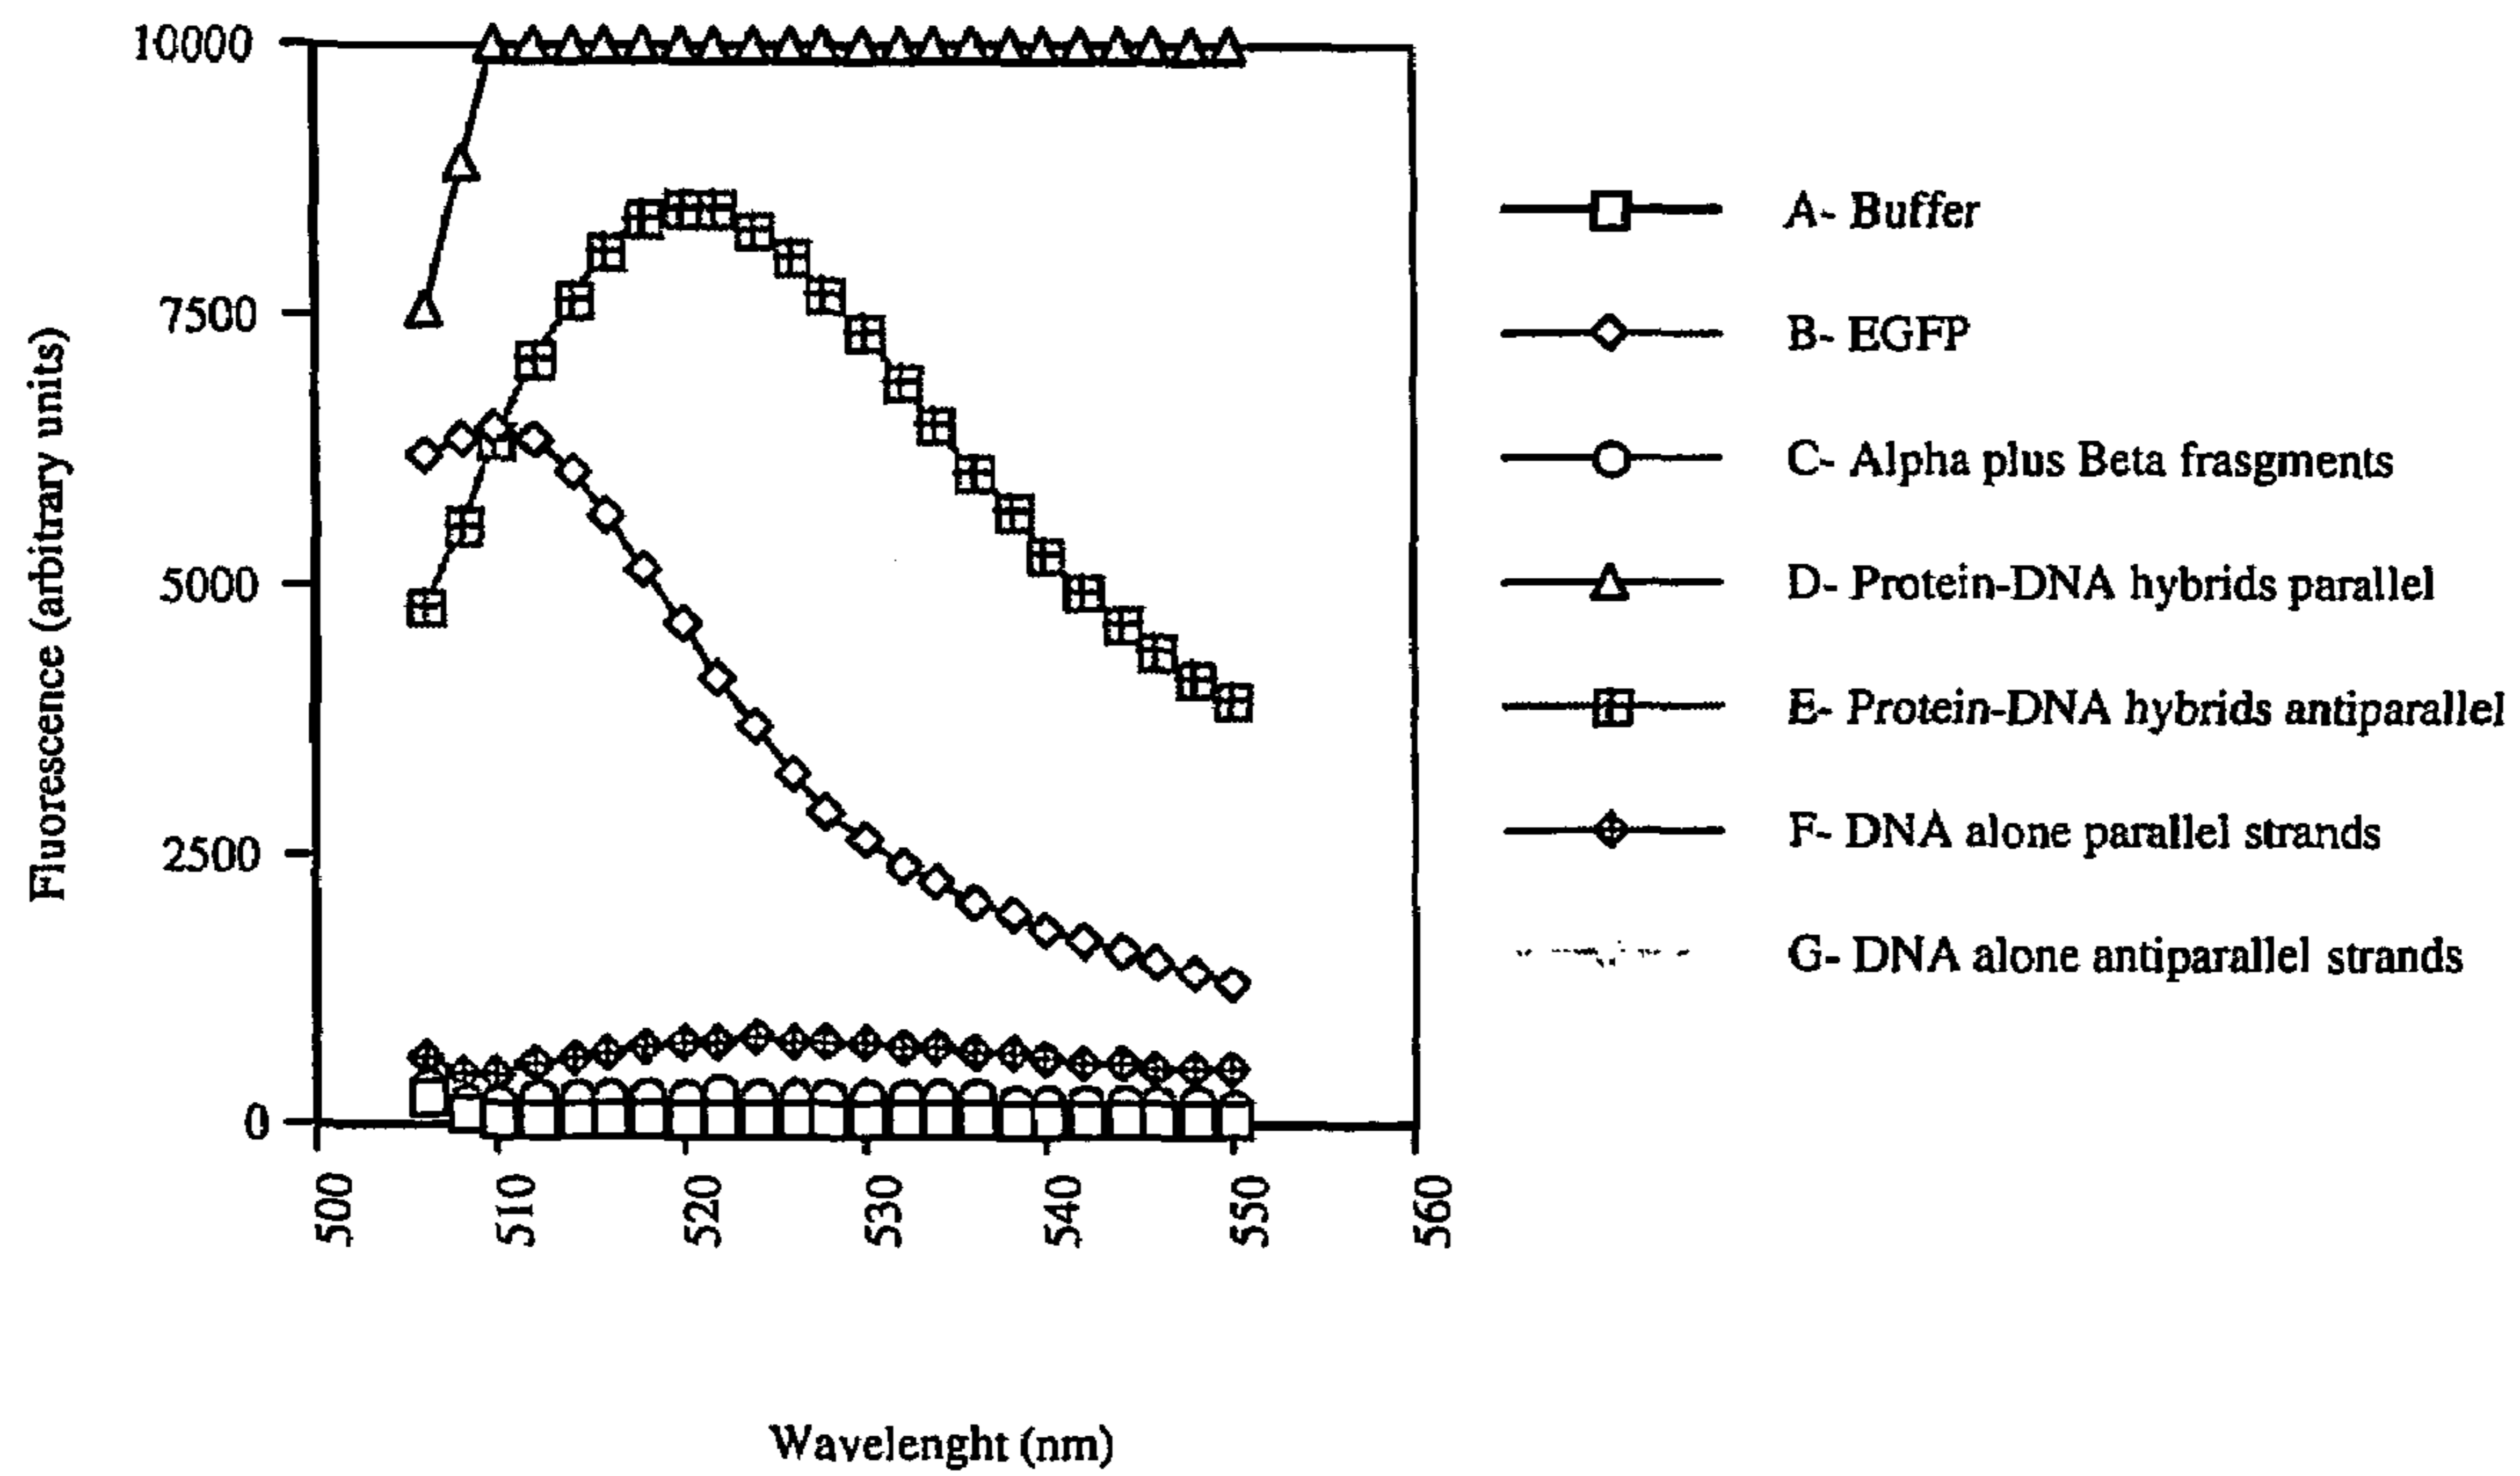 10000
7500
5000
2500
0
Fluorescence (arbitrary units)
500
510
520
530
540
550
560
Wavelenght (nm)
A- Buffer
B- EGFP
C- Alpha plus Beta frasgments
D- Protein-DNA hybrids parallel
E- Protein-DNA hybrids antiparallel
F- DNA alone parallel strands
G- DNA alone antiparallel strands